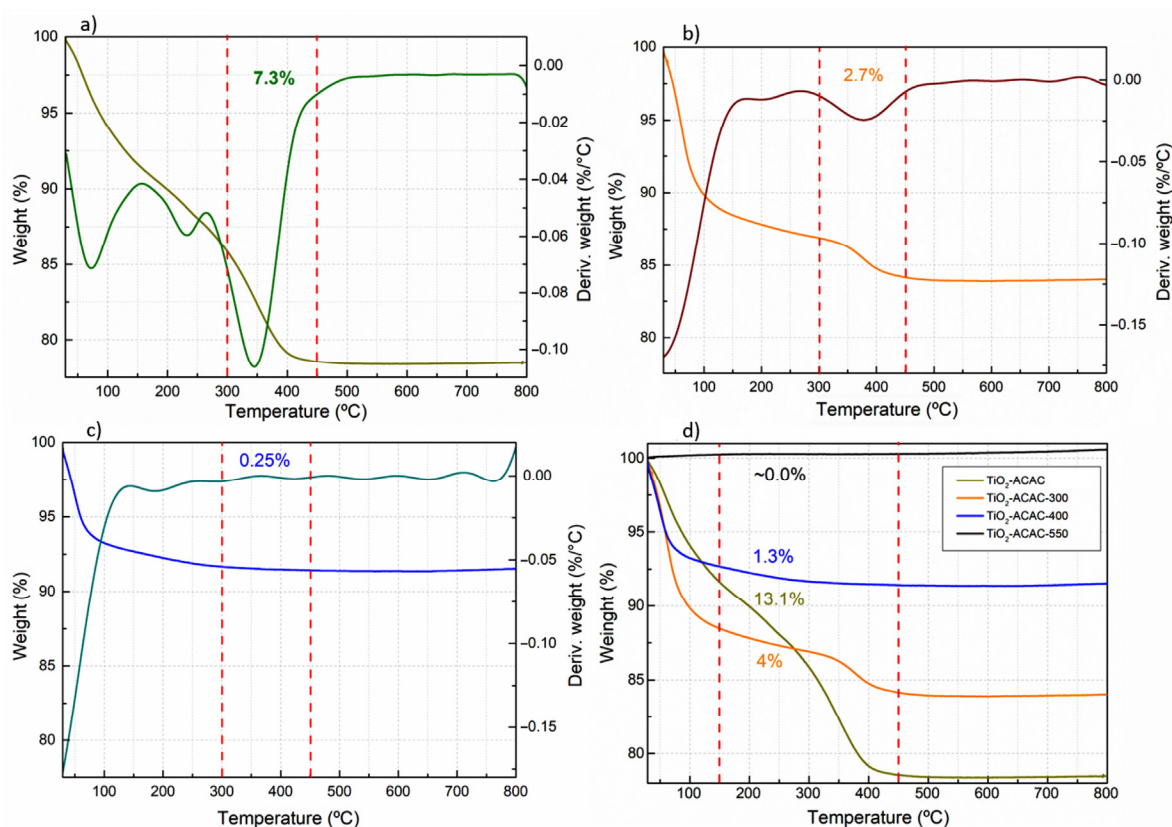 a)
7.3%
100
95
90
85
80
Weight (%)
0.00
−0.02
−0.04
−0.06
−0.08
−0.10
Deriv. weight (%/°C)
100 200 300 400 500 600 700 800
Temperature (ºC)
b)
2.7%
100
95
90
85
80
Weight (%)
0.00
−0.05
−0.10
−0.15
Deriv. weight (%/°C)
100 200 300 400 500 600 700 800
Temperature (ºC)
c)
0.25%
100
95
90
85
80
Weight (%)
0.00
−0.05
−0.10
−0.15
Deriv. weight (%/°C)
100 200 300 400 500 600 700 800
Temperature (ºC)
d)
100
95
90
85
80
Weinght (%)
~0.0%
1.3%
13.1%
4%
TiO₂-ACAC
TiO₂-ACAC-300
TiO₂-ACAC-400
TiO₂-ACAC-550
100 200 300 400 500 600 700 800
Temperature (ºC)